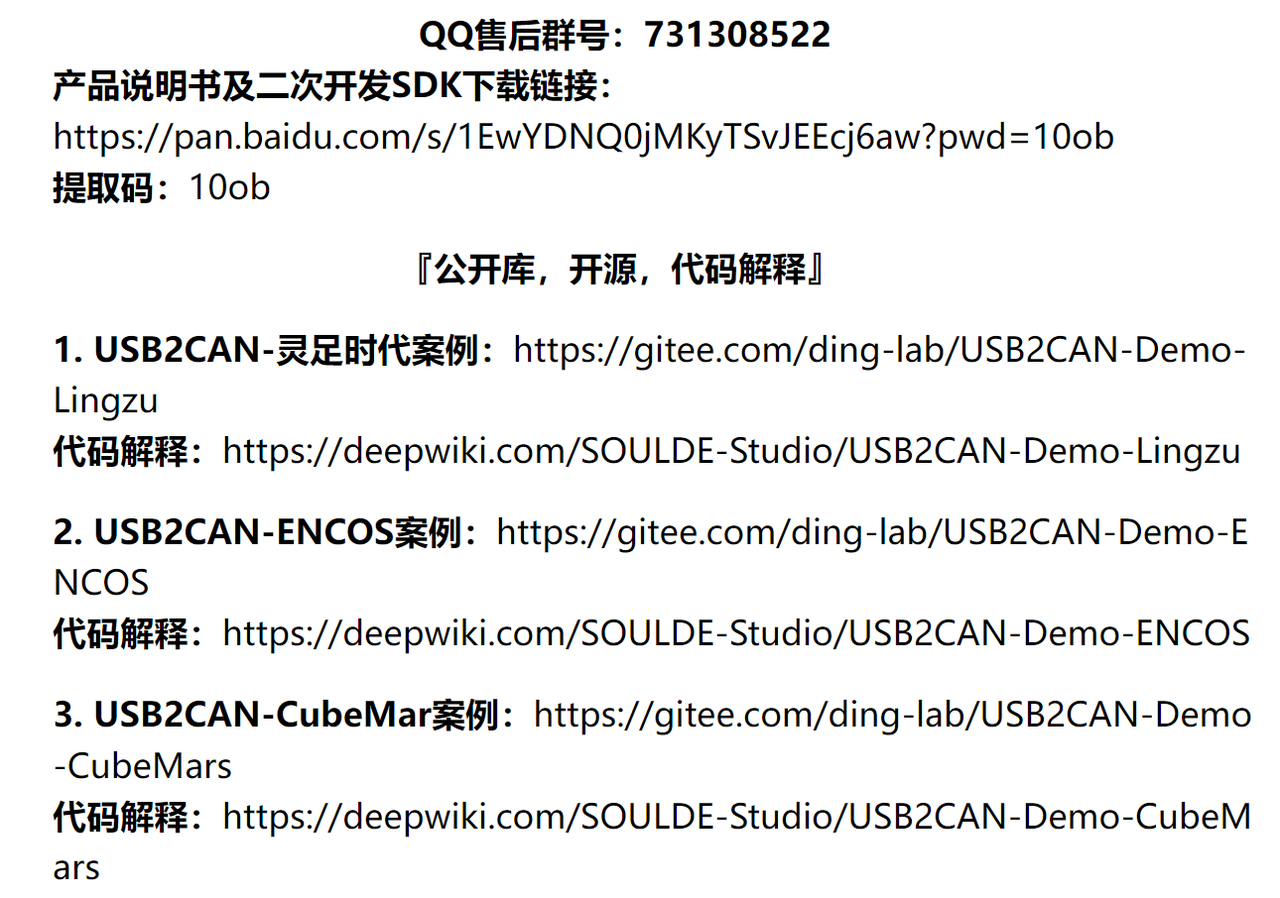 QQ售后群号：731308522
产品说明书及二次开发SDK下载链接：
https://pan.baidu.com/s/1EwYDNQ0jMKyTSvJEEcj6aw?pwd=10ob
提取码：10ob
『公开库，开源，代码解释』
1. USB2CAN-灵足时代案例：https://gitee.com/ding-lab/USB2CAN-Demo-
Lingzu
代码解释：https://deepwiki.com/SOULDE-Studio/USB2CAN-Demo-Lingzu
2. USB2CAN-ENCOS案例：https://gitee.com/ding-lab/USB2CAN-Demo-E
NCOS
代码解释：https://deepwiki.com/SOULDE-Studio/USB2CAN-Demo-ENCOS
3. USB2CAN-CubeMar案例：https://gitee.com/ding-lab/USB2CAN-Demo
-CubeMars
代码解释：https://deepwiki.com/SOULDE-Studio/USB2CAN-Demo-CubeM
ars